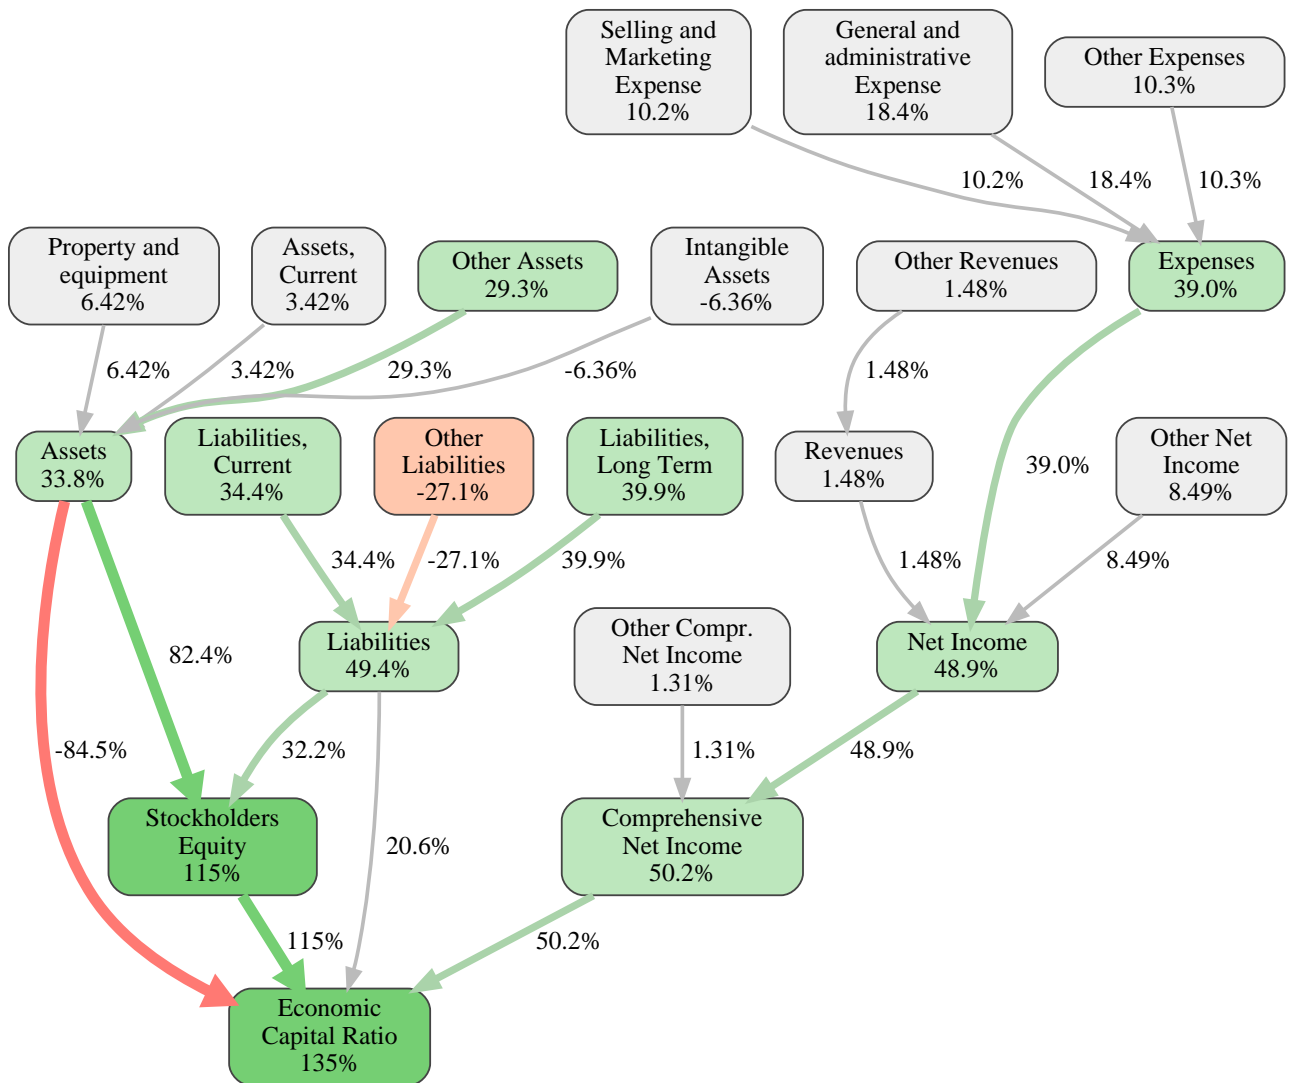 Selling and
Marketing
Expense
10.2%
General and
administrative
Expense
18.4%
Other Expenses
10.3%
10.2%
18.4%
10.3%
Property and
equipment
6.42%
Assets,
Current
3.42%
Other Assets
29.3%
Intangible
Assets
-6.36%
Other Revenues
1.48%
Expenses
39.0%
6.42%
3.42%
29.3%
-6.36%
1.48%
39.0%
Assets
33.8%
Liabilities,
Current
34.4%
Other
Liabilities
-27.1%
Liabilities,
Long Term
39.9%
Revenues
1.48%
Other Net
Income
8.49%
34.4%
-27.1%
39.9%
1.48%
8.49%
82.4%
Liabilities
49.4%
Other Compr.
Net Income
1.31%
Net Income
48.9%
-84.5%
32.2%
1.31%
48.9%
Stockholders
Equity
115%
20.6%
Comprehensive
Net Income
50.2%
115%
50.2%
Economic
Capital Ratio
135%